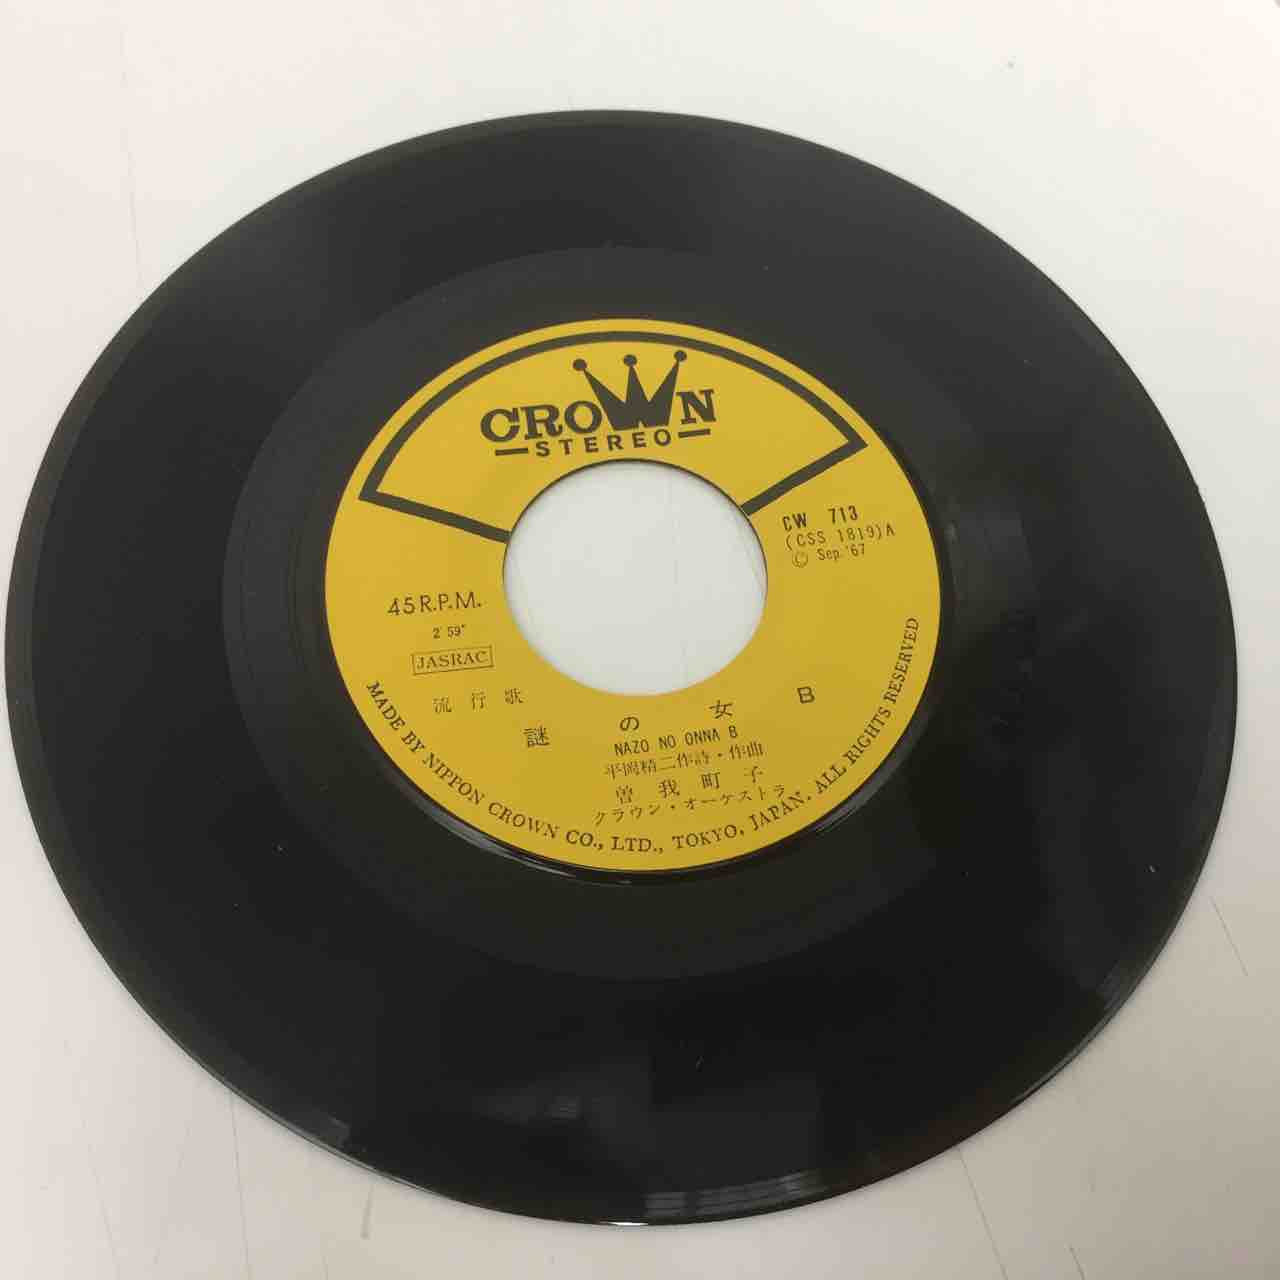 CROWN
STEREO
CW 713
(CSS 1819)A
© Sep.'67
45 R.P.M.
2′59″
JASRAC
流行歌
謎の女 B
NAZO NO ONNA B
平岡精二作詩・作曲
曽我町子
クラウン・オーケストラ
MADE BY NIPPON CROWN CO., LTD., TOKYO, JAPAN. ALL RIGHTS RESERVED